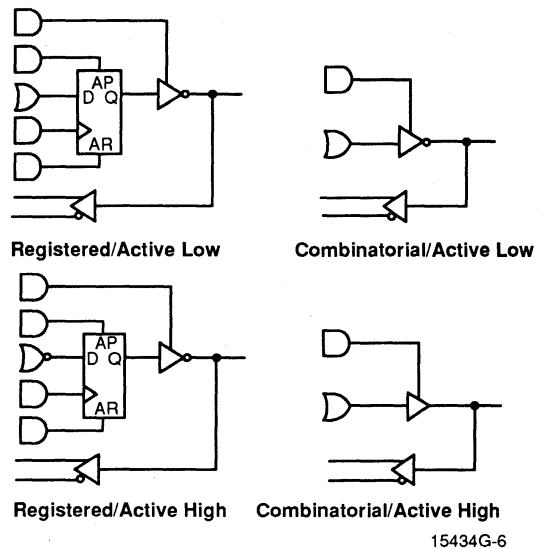 AP
D Q
AR
Registered/Active Low
Combinatorial/Active Low
AP
D Q
AR
Registered/Active High
Combinatorial/Active High
15434G-6